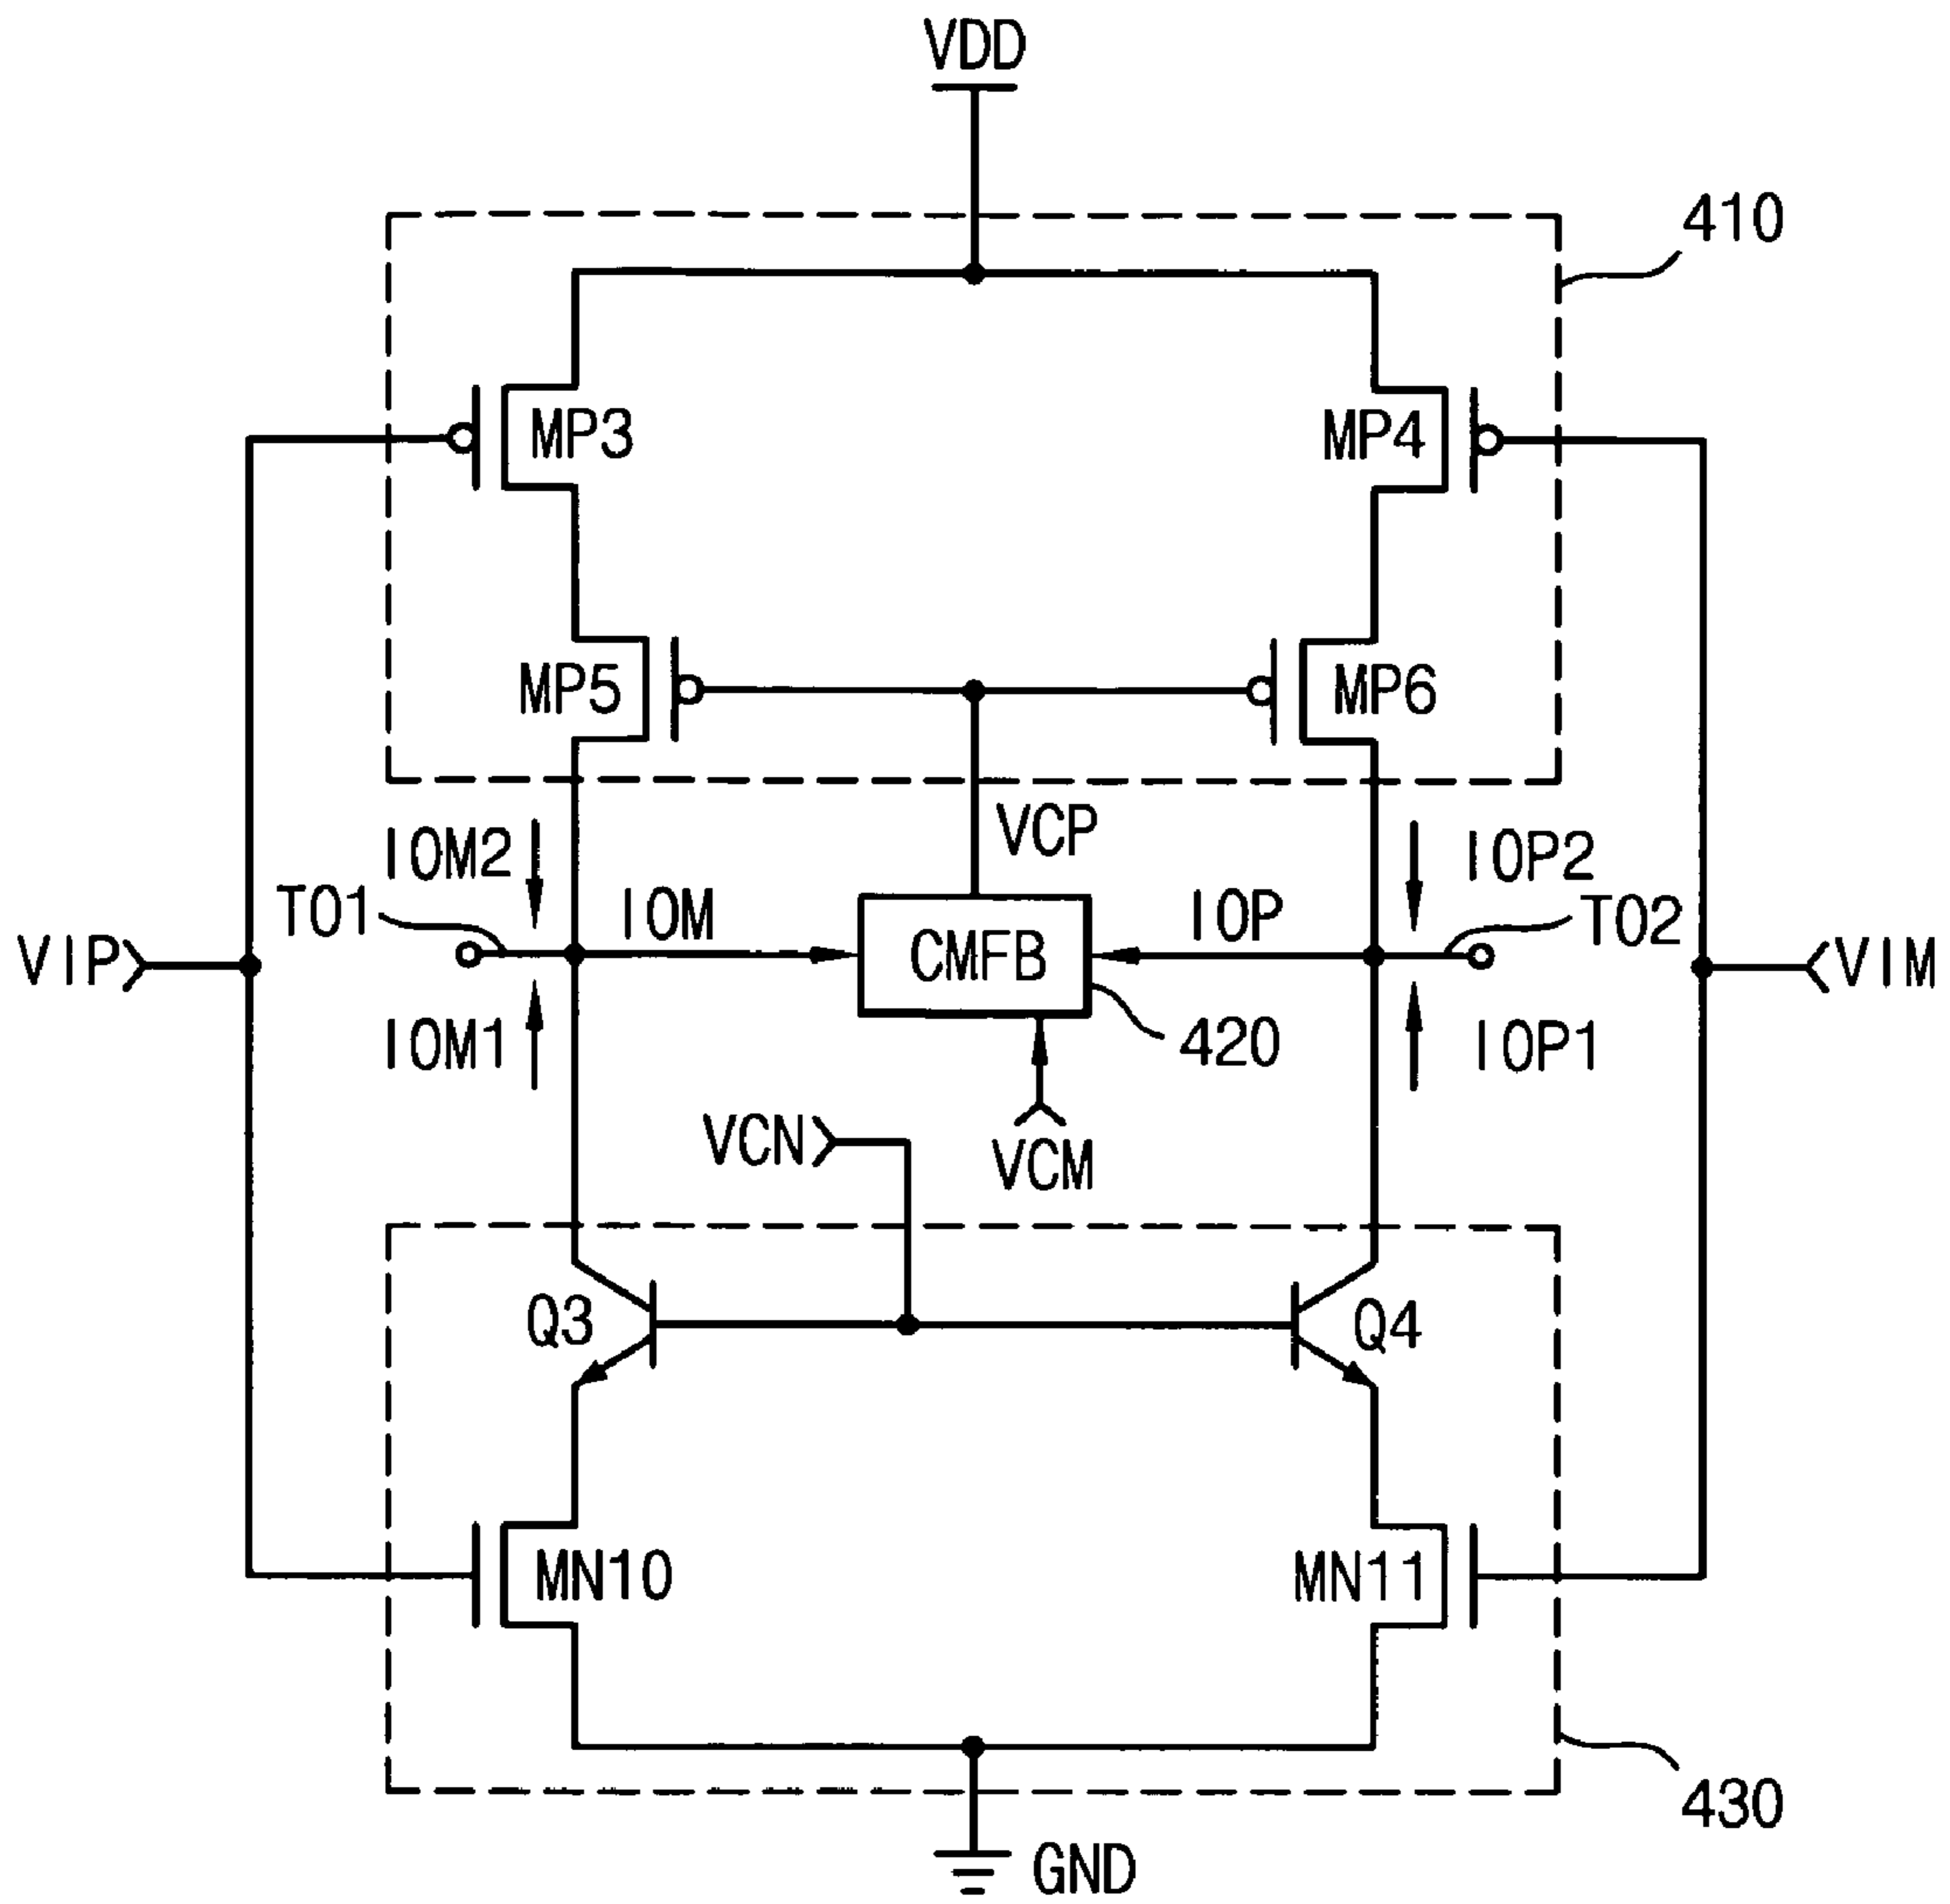 VDD
410
MP3
MP4
MP5
MP6
VCP
IOM2
IOP2
TO1
IOM
IOP
TO2
VIP
CMFB
VIM
IOM1
420
IOP1
VCN
VCM
Q3
Q4
MN10
MN11
430
GND